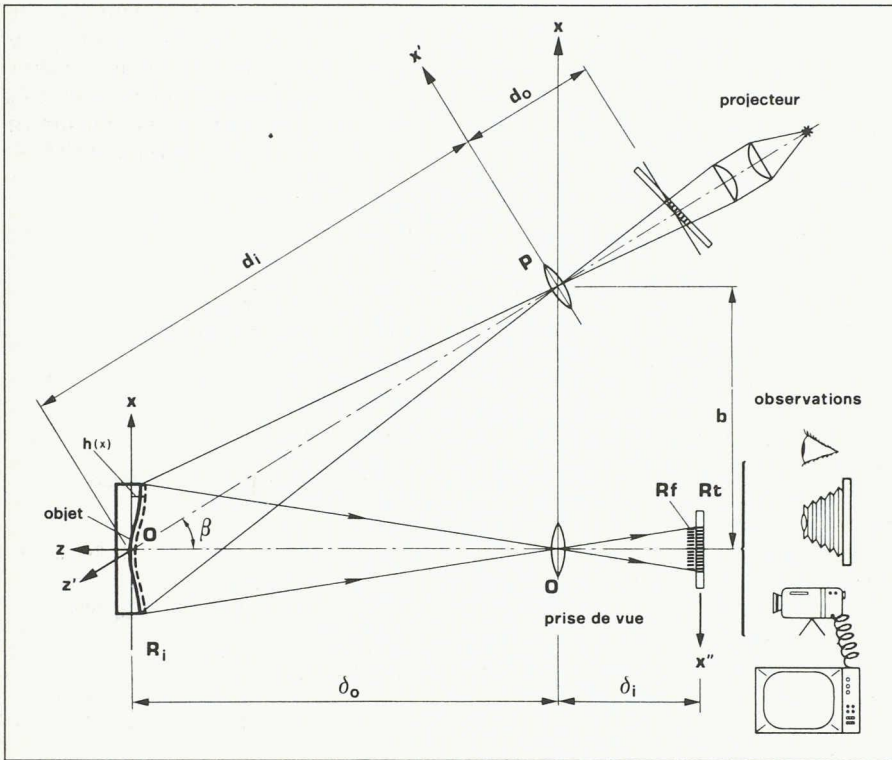 x
x'
d₀
projecteur
dᵢ
P
b
observations
x
h(x)
objet
O
β
z
z'
Rf Rt
O
prise de vue
Rᵢ
x"
δ₀
δᵢ